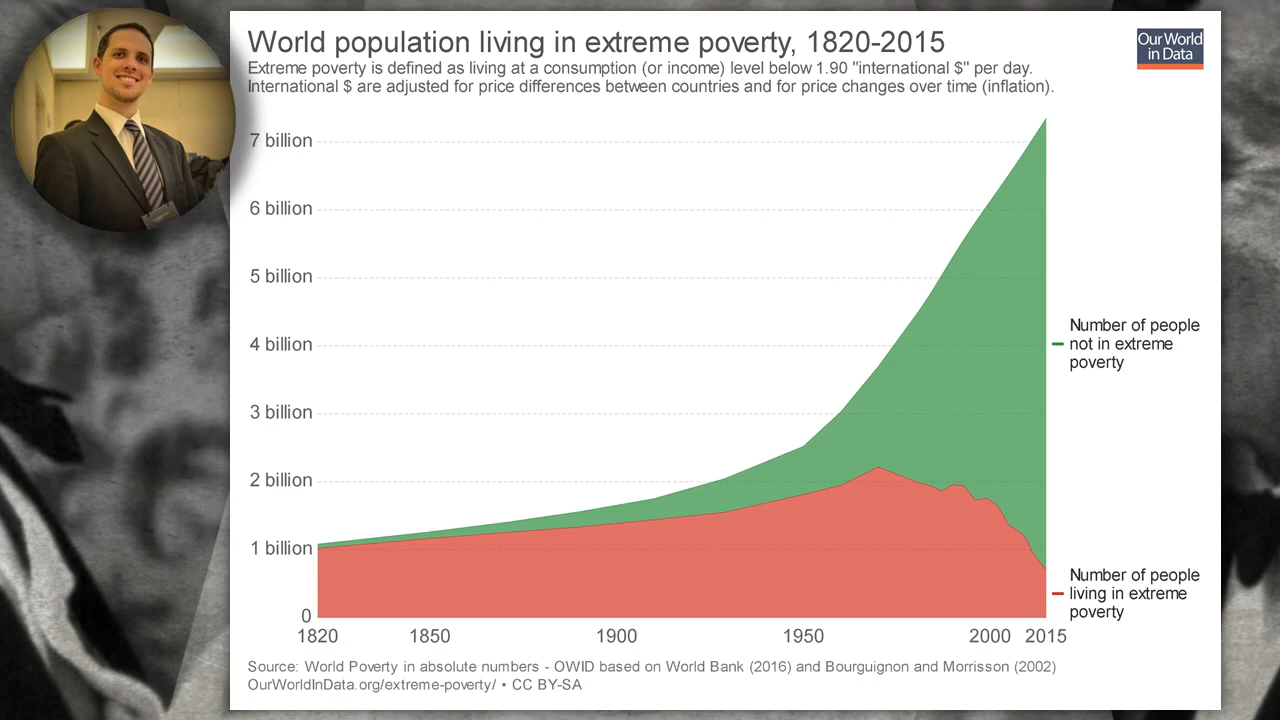 World population living in extreme poverty, 1820-2015
Our World
in Data
Extreme poverty is defined as living at a consumption (or income) level below 1.90 "international $" per day.
International $ are adjusted for price differences between countries and for price changes over time (inflation).
7 billion
6 billion
5 billion
4 billion
3 billion
2 billion
1 billion
0
Number of people
not in extreme
poverty
Number of people
living in extreme
poverty
1820 1850 1900 1950 2000 2015
Source: World Poverty in absolute numbers - OWID based on World Bank (2016) and Bourguignon and Morrisson (2002)
OurWorldInData.org/extreme-poverty/ • CC BY-SA